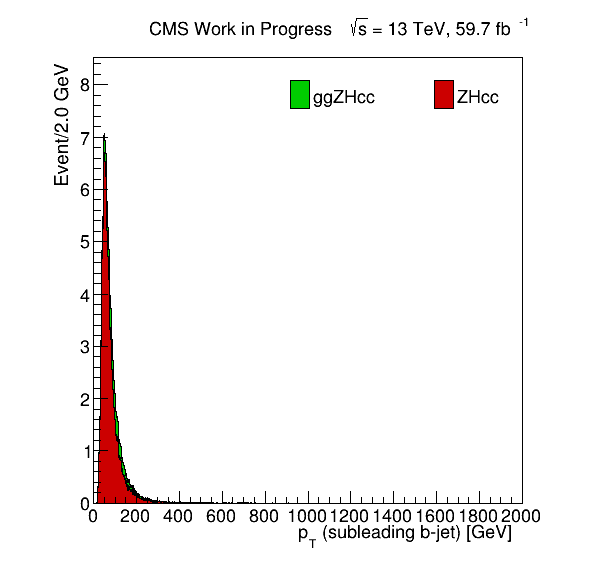 CMS Work in Progress √s = 13 TeV, 59.7 fb -1
Event/2.0 GeV
ggZHcc
ZHcc
8
7
6
5
4
3
2
1
0
0 200 400 600 800 1000 1200 1400 1600 1800 2000
pT (subleading b-jet) [GeV]